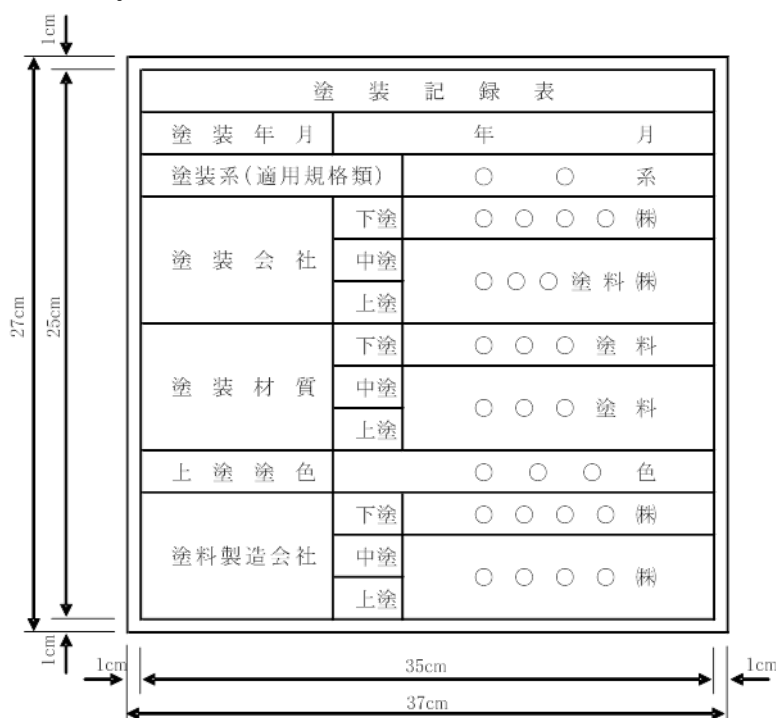 1cm
塗装記録表
塗装年月 年 月
塗装系(適用規格類) ○ ○ 系
塗装会社 下塗 ○○○○㈱
中塗 ○○○塗料㈱
上塗
塗装材質 下塗 ○○○塗料
中塗 ○○○塗料
上塗
上塗塗色 ○○○色
塗料製造会社 下塗 ○○○○㈱
中塗 ○○○○㈱
上塗
27cm
25cm
1cm
1cm
35cm
1cm
37cm